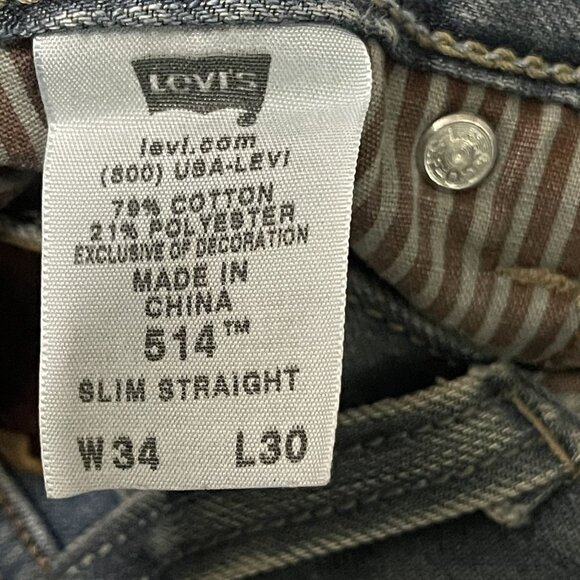 LEVI'S
levi.com
(800) USA-LEVI
79% COTTON
21% POLYESTER
EXCLUSIVE OF DECORATION
MADE IN
CHINA
514™
SLIM STRAIGHT
W34 L30